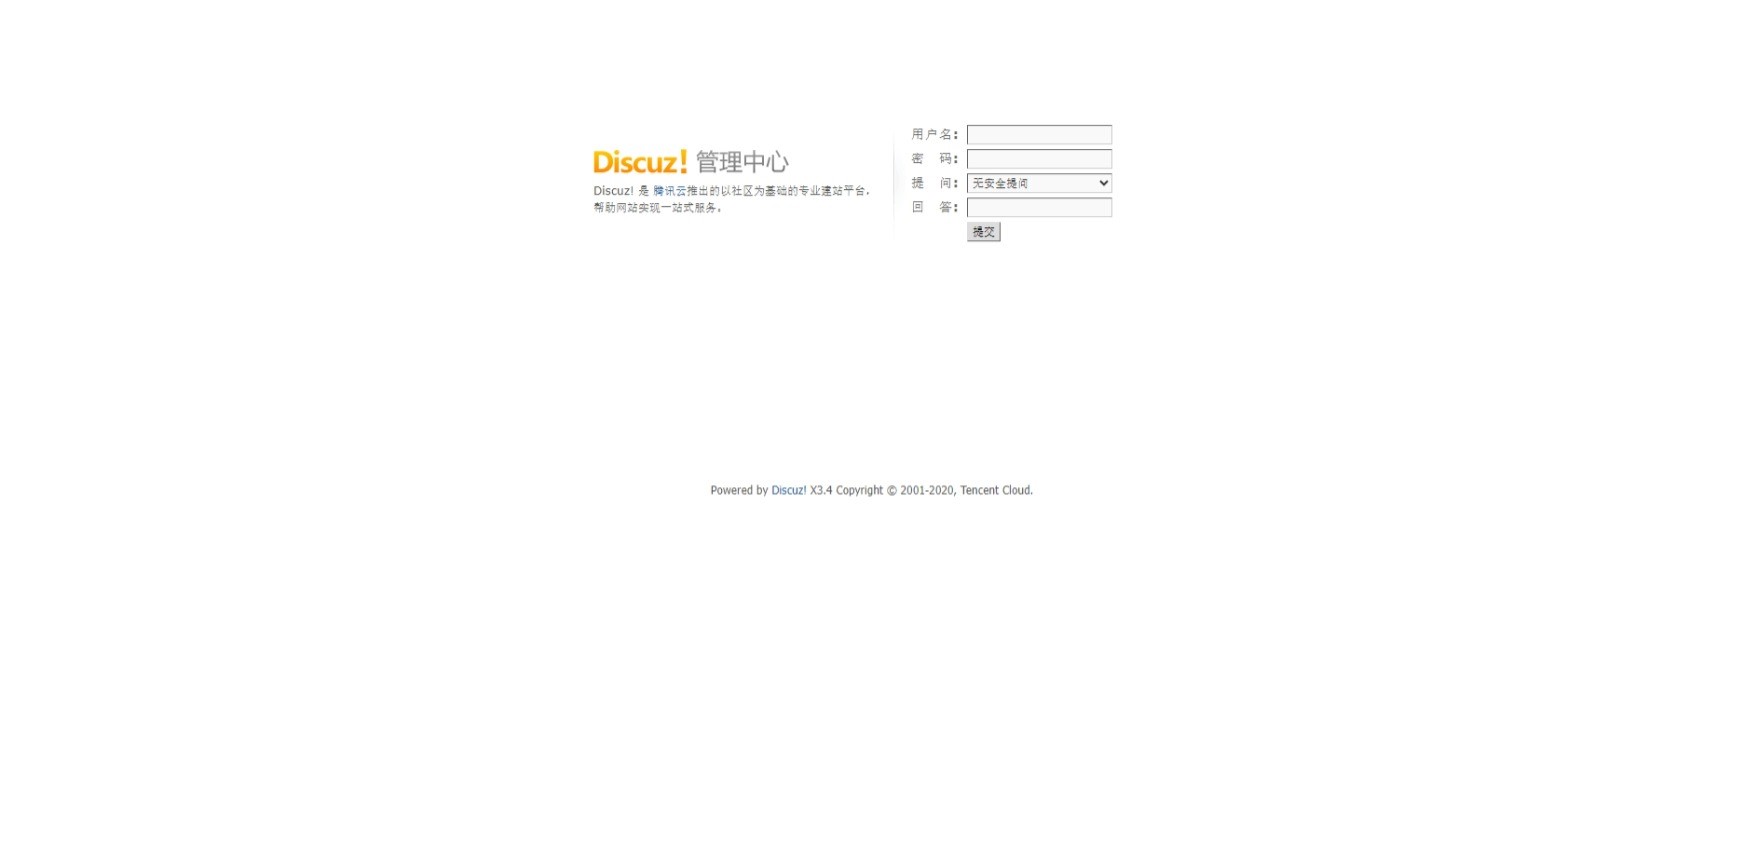 Discuz! 管理中心
Discuz! 是 腾讯云推出的以社区为基础的专业建站平台，
帮助网站实现一站式服务。
用户名：
密　码：
提　问： 无安全提问
回　答：
提交
Powered by Discuz! X3.4 Copyright © 2001-2020, Tencent Cloud.